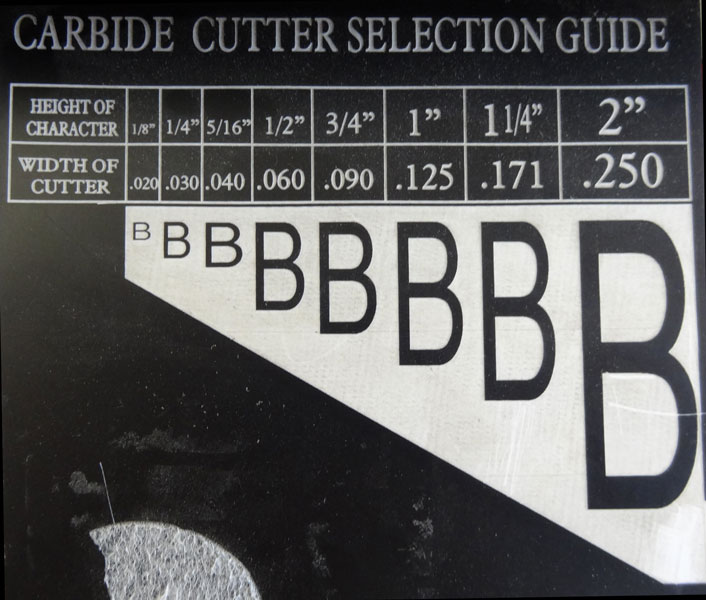 CARBIDE CUTTER SELECTION GUIDE
HEIGHT OF
CHARACTER 1/8” 1/4” 5/16” 1/2” 3/4” 1” 1 1/4” 2”
WIDTH OF
CUTTER .020 .030 .040 .060 .090 .125 .171 .250
B B B B B B B B